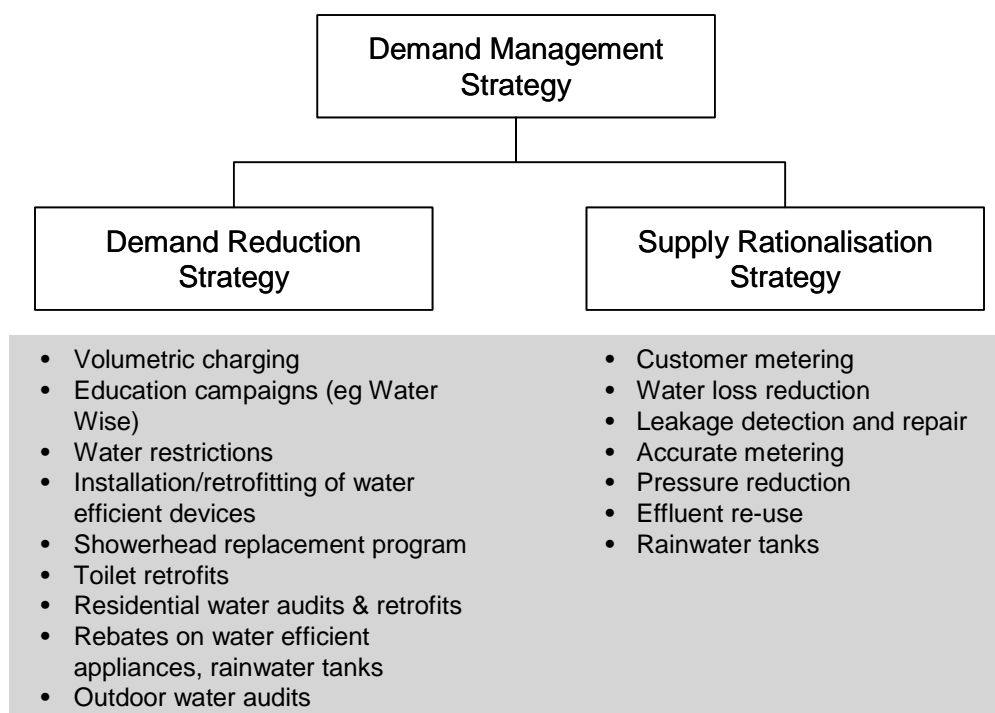 Demand Management
Strategy
Demand Reduction
Strategy
Supply Rationalisation
Strategy
• Volumetric charging
• Education campaigns (eg Water
Wise)
• Water restrictions
• Installation/retrofitting of water
efficient devices
• Showerhead replacement program
• Toilet retrofits
• Residential water audits & retrofits
• Rebates on water efficient
appliances, rainwater tanks
• Outdoor water audits
• Customer metering
• Water loss reduction
• Leakage detection and repair
• Accurate metering
• Pressure reduction
• Effluent re-use
• Rainwater tanks